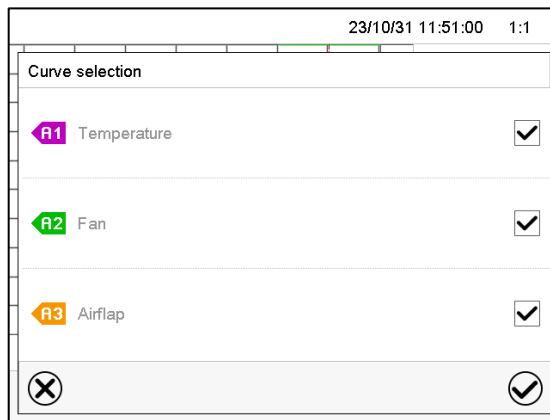 23/10/31 11:51:00 1:1
Curve selection
A1 Temperature
A2 Fan
A3 Airflap